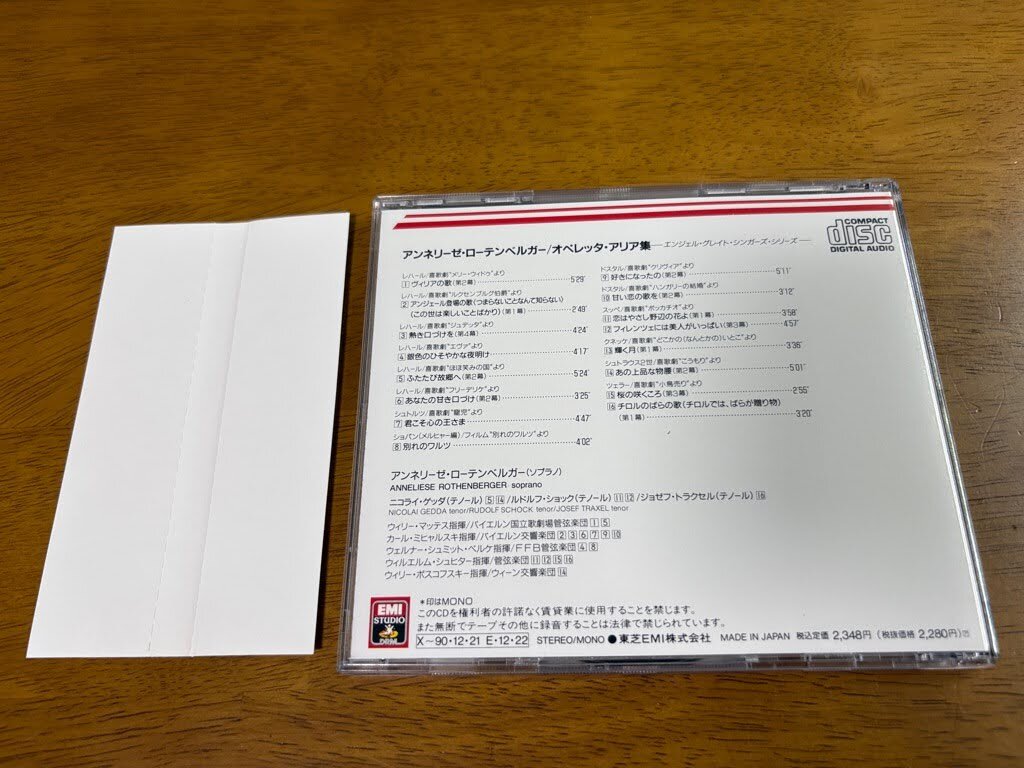 アンネリーゼ・ローテンベルガー/オペレッタ・アリア集―エンジェル・グレイト・シンガーズ・シリーズ―
COMPACT
disc
DIGITAL AUDIO
レハール/喜歌劇"メリー・ウィドゥ"より
1 ヴィリアの歌(第2幕) 5'29"
レハール/喜歌劇"ルクセンブルグ伯爵"より
2 アンジェール登場の歌(つまらないことなんて知らない)
(この世は楽しいことばかり)(第1幕) 2'49"
レハール/喜歌劇"ジュデッタ"より
3 熱き口づけを(第4幕) 4'24"
レハール/喜歌劇"エヴァ"より
4 銀色のひそやかな夜明け 4'17"
レハール/喜歌劇"ほほ笑みの国"より
5 ふたたび故郷へ(第2幕) 5'24"
レハール/喜歌劇"フリーデリケ"より
6 あなたの甘き口づけ(第2幕) 3'25"
シュトルツ/喜歌劇"寵児"より
7 君こそ心の王さま 4'47"
ショパン(メルヒャー編)/フィルム"別れのワルツ"より
8 別れのワルツ 4'02"
ドスタル/喜歌劇"クリヴィア"より
9 好きになったの(第2幕) 5'11"
ドスタル/喜歌劇"ハンガリーの結婚"より
10 甘い恋の歌を(第2幕) 3'12"
スッペ/喜歌劇"ボッカチオ"より
11 恋はやさし野辺の花よ(第1幕) 3'58"
12 フィレンツェには美人がいっぱい(第3幕) 4'57"
クネッケ/喜歌劇"どこかの(なんとかの)いとこ"より
13 輝く月(第1幕) 3'36"
シュトラウス2世/喜歌劇"こうもり"より
14 あの上品な物腰(第2幕) 5'01"
ツェラー/喜歌劇"小鳥売り"より
15 桜の咲くころ(第3幕) 2'55"
16 チロルのばらの歌(チロルでは、ばらが贈り物)
(第1幕) 3'20"
アンネリーゼ・ローテンベルガー(ソプラノ)
ANNELIESE ROTHENBERGER soprano
ニコライ・ゲッダ(テノール) 5 14/ルドルフ・ショック(テノール) 11 12/ジョゼフ・トラクセル(テノール) 16
NICOLAI GEDDA tenor/RUDOLF SCHOCK tenor/JOSEF TRAXEL tenor
ウィリー・マッテス指揮/バイエルン国立歌劇場管弦楽団 1 5
カール・ミヒャルスキ指揮/バイエルン交響楽団 2 3 6 7 9 10
ウェルナー・シュミット・ベルケ指揮/FFB管弦楽団 4 8
ウィルエルム・シュヒター指揮/管弦楽団 11 12 15 16
ウィリー・ボスコフスキー指揮/ウィーン交響楽団 14
EMI
STUDIO
DRM
*印はMONO
このCDを権利者の許諾なく賃貸業に使用することを禁じます。
また無断でテープその他に録音することは法律で禁じられています。
X~90・12・21 E・12・22 STEREO/MONO ●東芝EMI株式会社 MADE IN JAPAN 税込定価 2,348円 (税抜価格 2,280円)